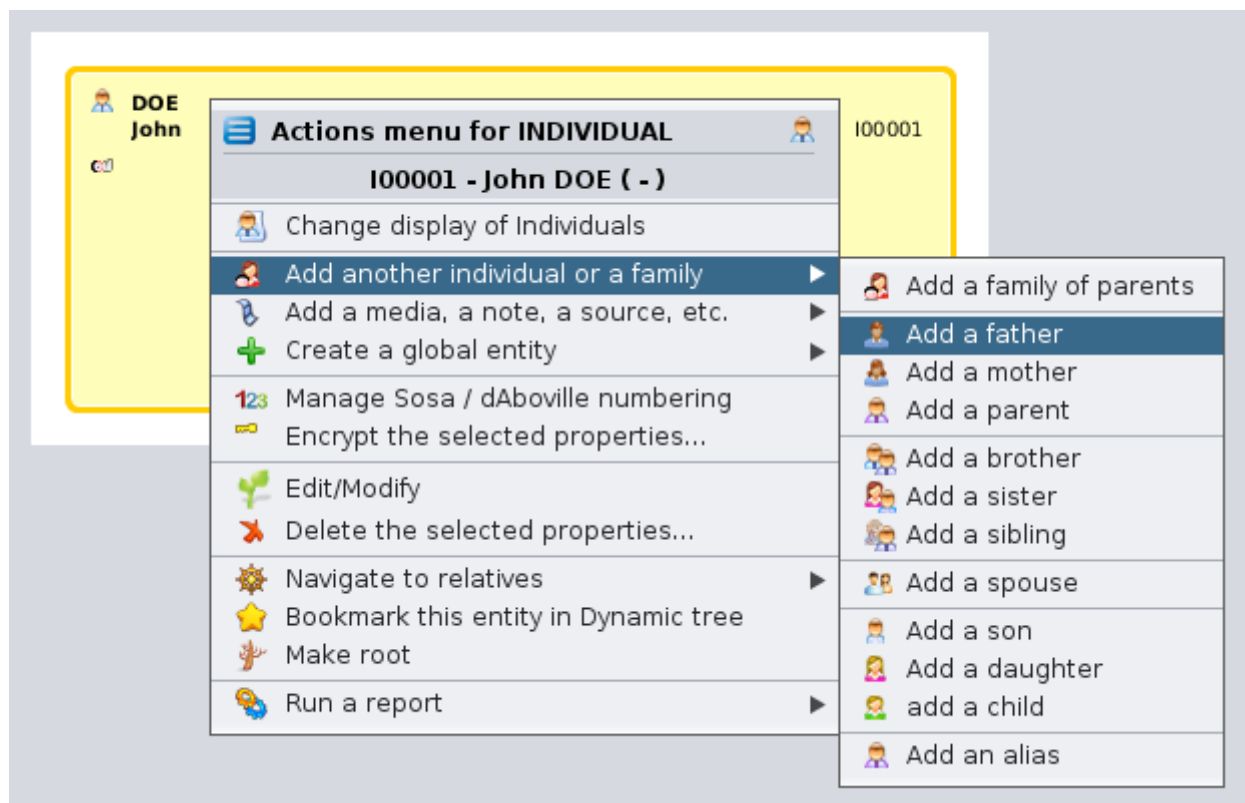 DOE
John
I00001
Actions menu for INDIVIDUAL
I00001 - John DOE ( - )
Change display of Individuals
Add another individual or a family
Add a media, a note, a source, etc.
Create a global entity
123 Manage Sosa / dAboville numbering
Encrypt the selected properties...
Edit/Modify
Delete the selected properties...
Navigate to relatives
Bookmark this entity in Dynamic tree
Make root
Run a report
Add a family of parents
Add a father
Add a mother
Add a parent
Add a brother
Add a sister
Add a sibling
Add a spouse
Add a son
Add a daughter
add a child
Add an alias